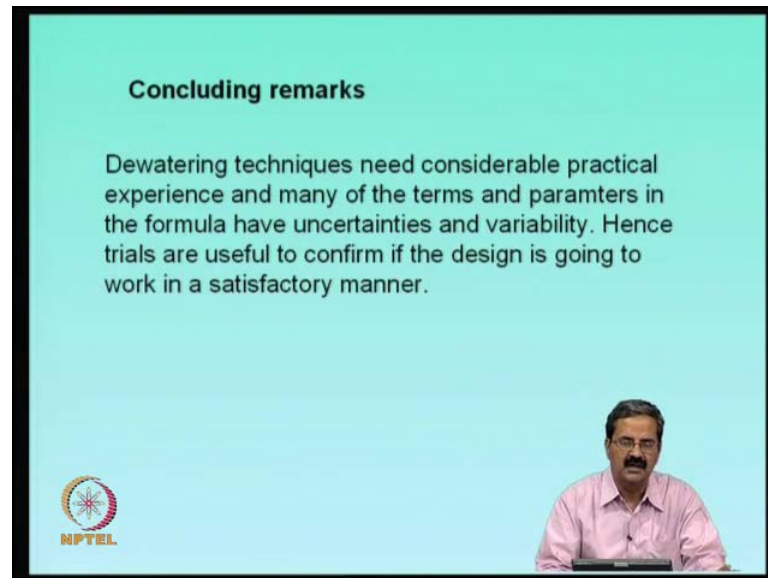 Concluding remarks
Dewatering techniques need considerable practical
experience and many of the terms and paramters in
the formula have uncertainties and variability. Hence
trials are useful to confirm if the design is going to
work in a satisfactory manner.
NPTEL